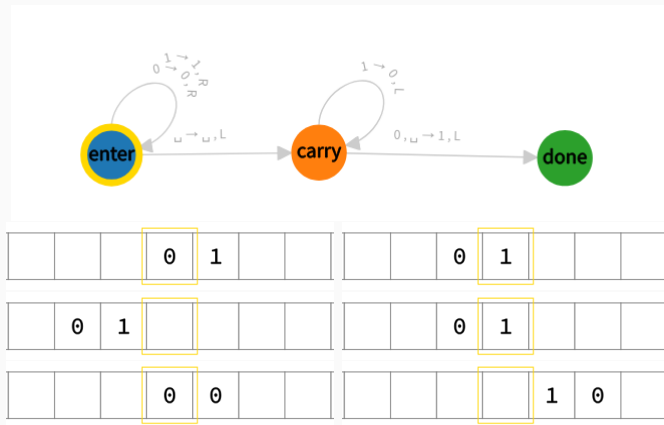 1→1,R
0→0,R
1→0,L
␣→␣,L
0,␣→1,L
enter
carry
done
0 1
0 1
0 1
0 1
0 0
1 0